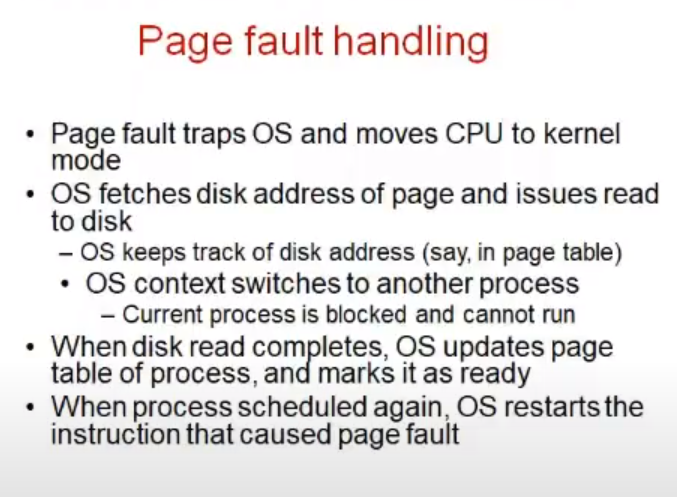 Page fault handling
• Page fault traps OS and moves CPU to kernel
mode
• OS fetches disk address of page and issues read
to disk
– OS keeps track of disk address (say, in page table)
• OS context switches to another process
– Current process is blocked and cannot run
• When disk read completes, OS updates page
table of process, and marks it as ready
• When process scheduled again, OS restarts the
instruction that caused page fault